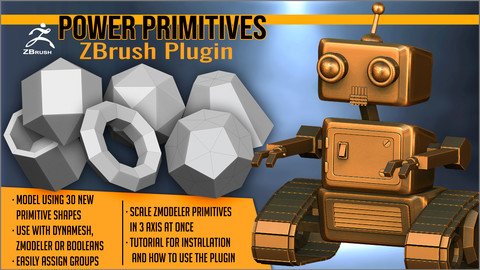 POWER PRIMITIVES
ZBRUSH
ZBrush Plugin
· MODEL USING 3D NEW
PRIMITIVE SHAPES
· USE WITH DYNAMESH,
ZMODELER OR BOOLEANS
· EASILY ASSIGN GROUPS
· SCALE ZMODELER PRIMITIVES
IN 3 AXIS AT ONCE
· TUTORIAL FOR INSTALLATION
AND HOW TO USE THE PLUGIN